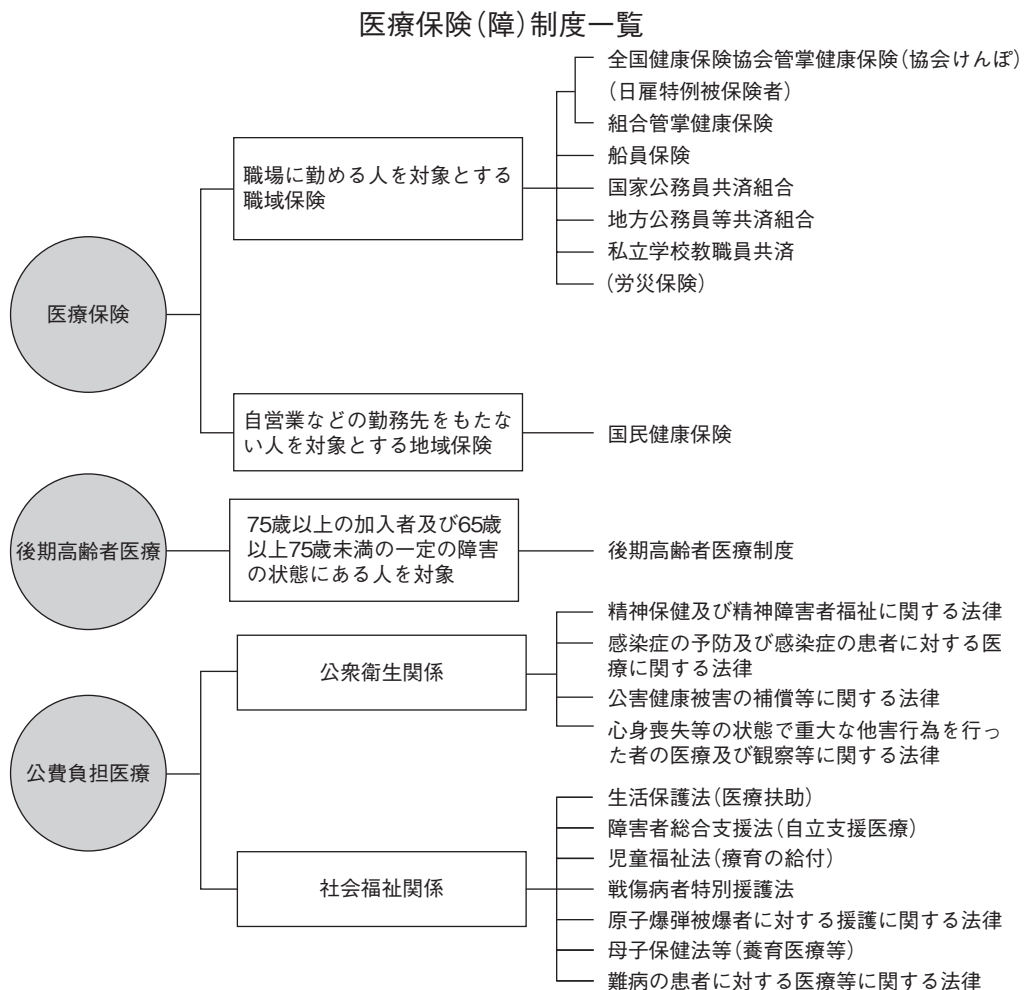 医療保険（障）制度一覧
医療保険
職場に勤める人を対象とする
職域保険
全国健康保険協会管掌健康保険（協会けんぽ）
（日雇特例被保険者）
組合管掌健康保険
船員保険
国家公務員共済組合
地方公務員等共済組合
私立学校教職員共済
（労災保険）
自営業などの勤務先をもたな
い人を対象とする地域保険
国民健康保険
後期高齢者医療
75歳以上の加入者及び65歳
以上75歳未満の一定の障害
の状態にある人を対象
後期高齢者医療制度
公費負担医療
公衆衛生関係
精神保健及び精神障害者福祉に関する法律
感染症の予防及び感染症の患者に対する医
療に関する法律
公害健康被害の補償等に関する法律
心身喪失等の状態で重大な他害行為を行っ
た者の医療及び観察等に関する法律
社会福祉関係
生活保護法（医療扶助）
障害者総合支援法（自立支援医療）
児童福祉法（療育の給付）
戦傷病者特別援護法
原子爆弾被爆者に対する援護に関する法律
母子保健法等（養育医療等）
難病の患者に対する医療等に関する法律